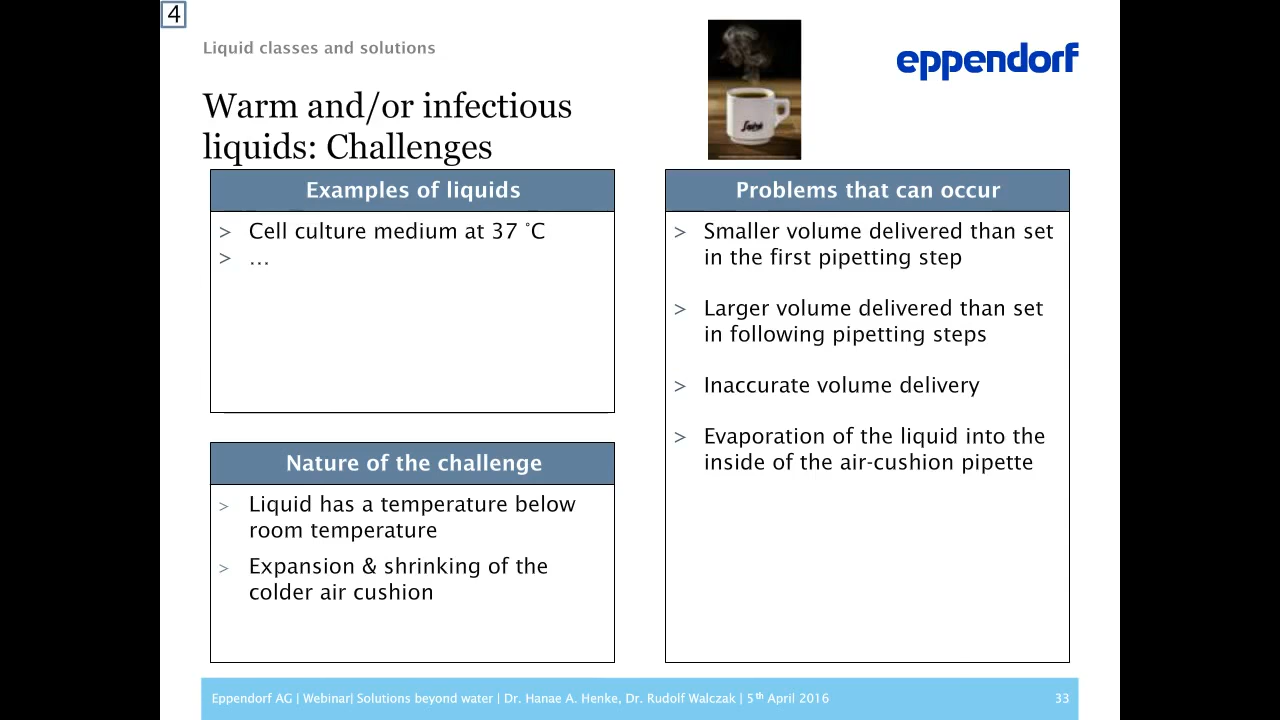 4
Liquid classes and solutions
eppendorf
Warm and/or infectious
liquids: Challenges
Examples of liquids
> Cell culture medium at 37 °C
> …
Nature of the challenge
> Liquid has a temperature below
room temperature
> Expansion & shrinking of the
colder air cushion
Problems that can occur
> Smaller volume delivered than set
in the first pipetting step
> Larger volume delivered than set
in following pipetting steps
> Inaccurate volume delivery
> Evaporation of the liquid into the
inside of the air-cushion pipette
Eppendorf AG | Webinar| Solutions beyond water | Dr. Hanae A. Henke, Dr. Rudolf Walczak | 5th April 2016
33